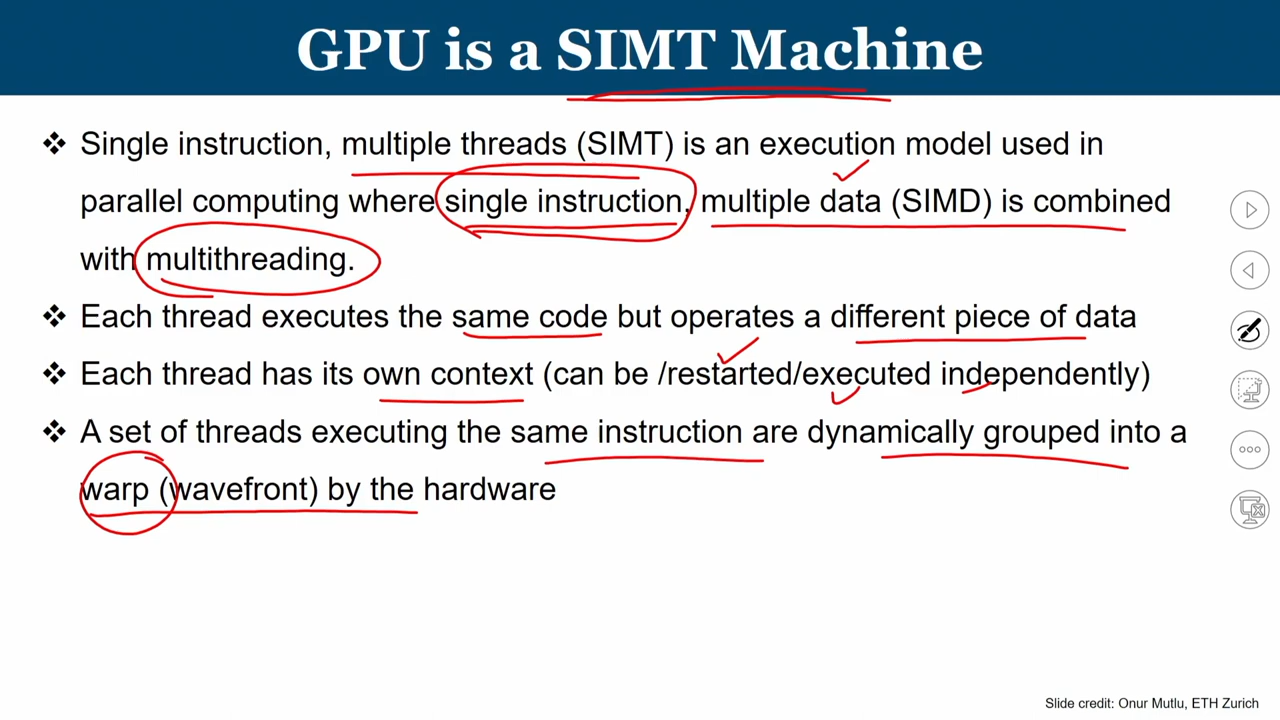 GPU is a SIMT Machine
❖ Single instruction, multiple threads (SIMT) is an execution model used in
parallel computing where single instruction, multiple data (SIMD) is combined
with multithreading.
❖ Each thread executes the same code but operates a different piece of data
❖ Each thread has its own context (can be /restarted/executed independently)
❖ A set of threads executing the same instruction are dynamically grouped into a
warp (wavefront) by the hardware
Slide credit: Onur Mutlu, ETH Zurich